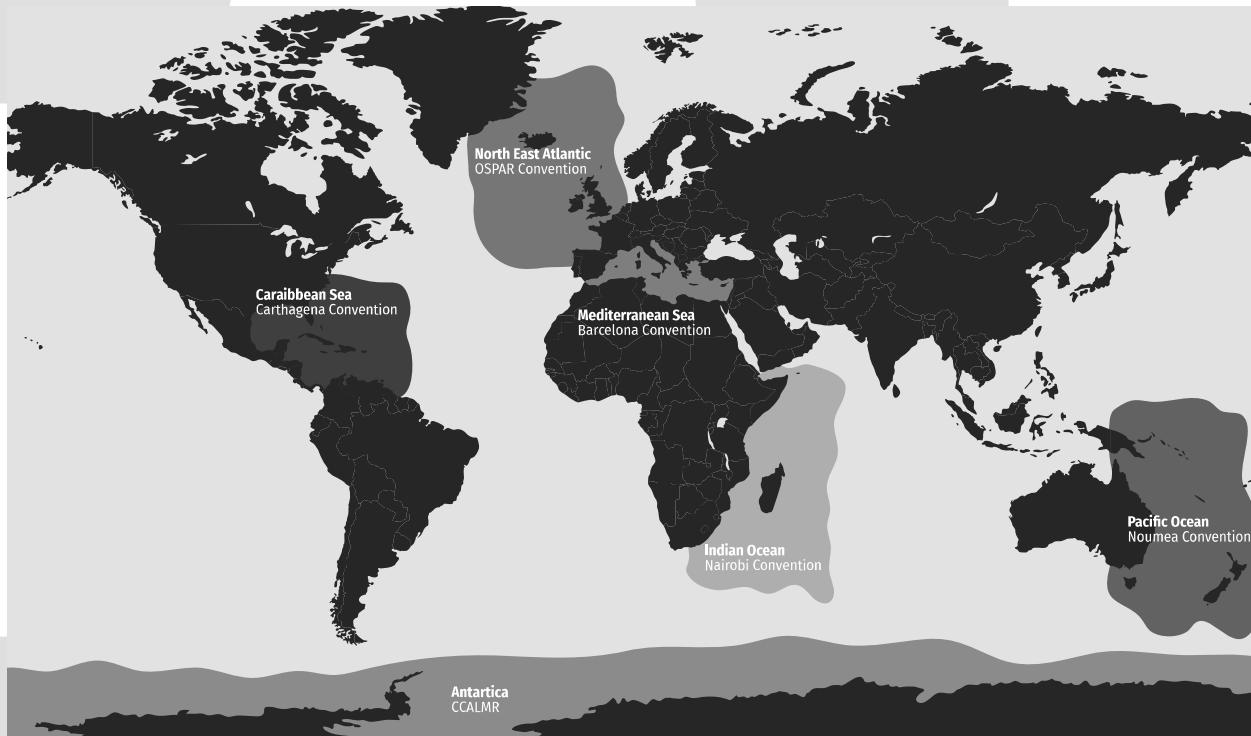 North East Atlantic
OSPAR Convention
Caraibbean Sea
Carthagena Convention
Mediterranean Sea
Barcelona Convention
Pacific Ocean
Noumea Convention
Indian Ocean
Nairobi Convention
Antartica
CCALMR